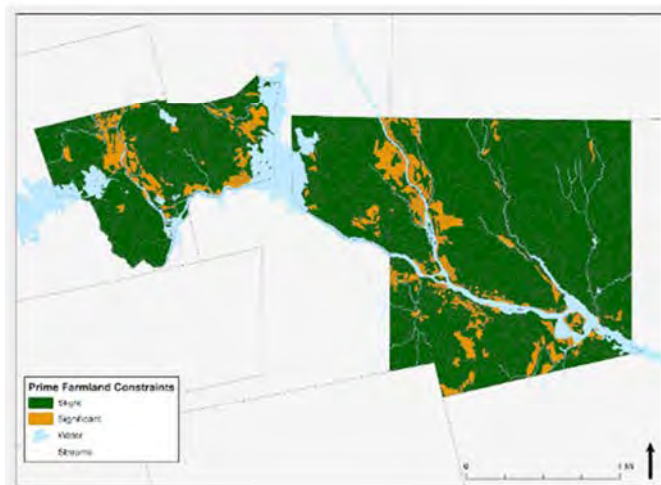 Prime Farmland Constraints
Slight
Significant
Water
Streams
0